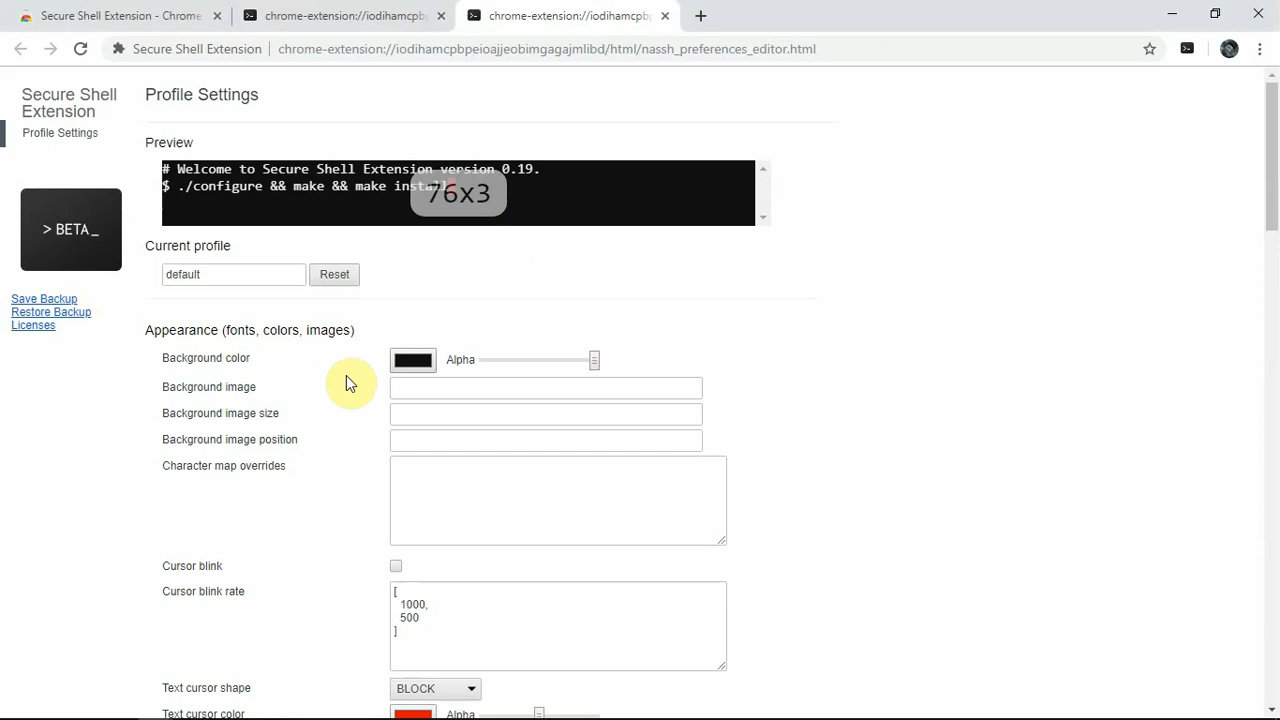 Secure Shell Extension - Chrome
chrome-extension://iodihamcpbp
chrome-extension://iodihamcpbp
Secure Shell Extension
chrome-extension://iodihamcpbpeioajjeobimgagajmlibd/html/nassh_preferences_editor.html
Secure Shell
Extension
Profile Settings
> BETA_
Save Backup
Restore Backup
Licenses
Profile Settings
Preview
# Welcome to Secure Shell Extension version 0.19.
$ ./configure && make && make install
76x3
Current profile
default
Reset
Appearance (fonts, colors, images)
Background color
Alpha
Background image
Background image size
Background image position
Character map overrides
Cursor blink
Cursor blink rate
[
1000,
500
]
Text cursor shape
BLOCK
Text cursor color
Alpha